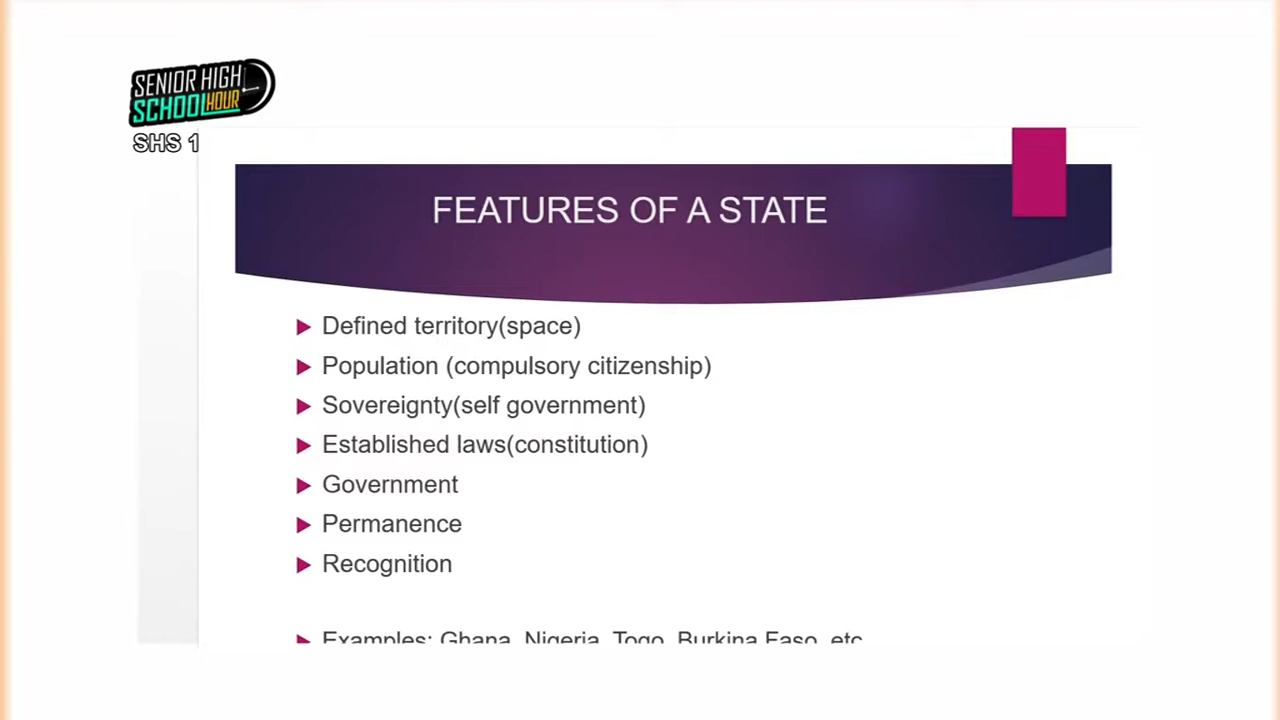 SENIOR HIGH
SCHOOL HOUR
SHS 1
FEATURES OF A STATE
Defined territory(space)
Population (compulsory citizenship)
Sovereignty(self government)
Established laws(constitution)
Government
Permanence
Recognition
Examples: Ghana, Nigeria, Togo, Burkina Faso, etc